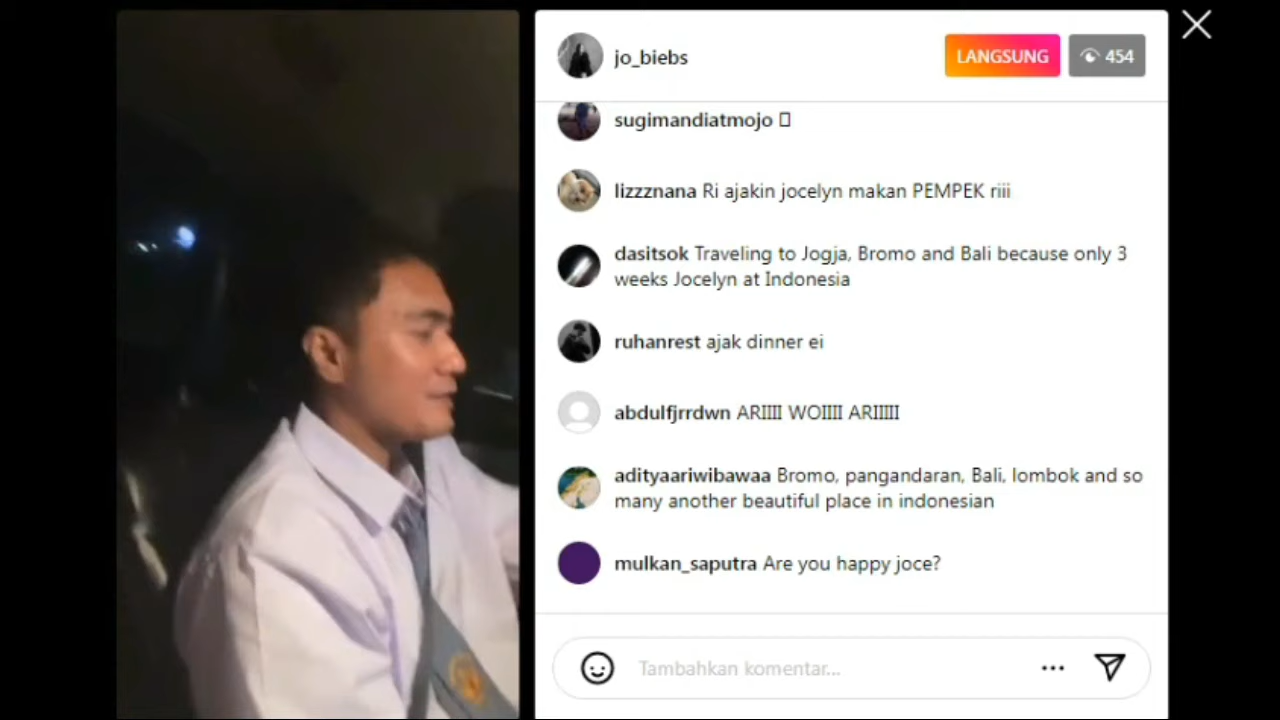 jo_biebs
LANGSUNG
454
sugimandiatmojo
lizzznana Ri ajakin jocelyn makan PEMPEK riii
dasitsok Traveling to Jogja, Bromo and Bali because only 3
weeks Jocelyn at Indonesia
ruhanrest ajak dinner ei
abdulfjrrdwn ARIIII WOIIII ARIIIII
adityaariwibawaa Bromo, pangandaran, Bali, lombok and so
many another beautiful place in indonesian
mulkan_saputra Are you happy joce?
Tambahkan komentar...